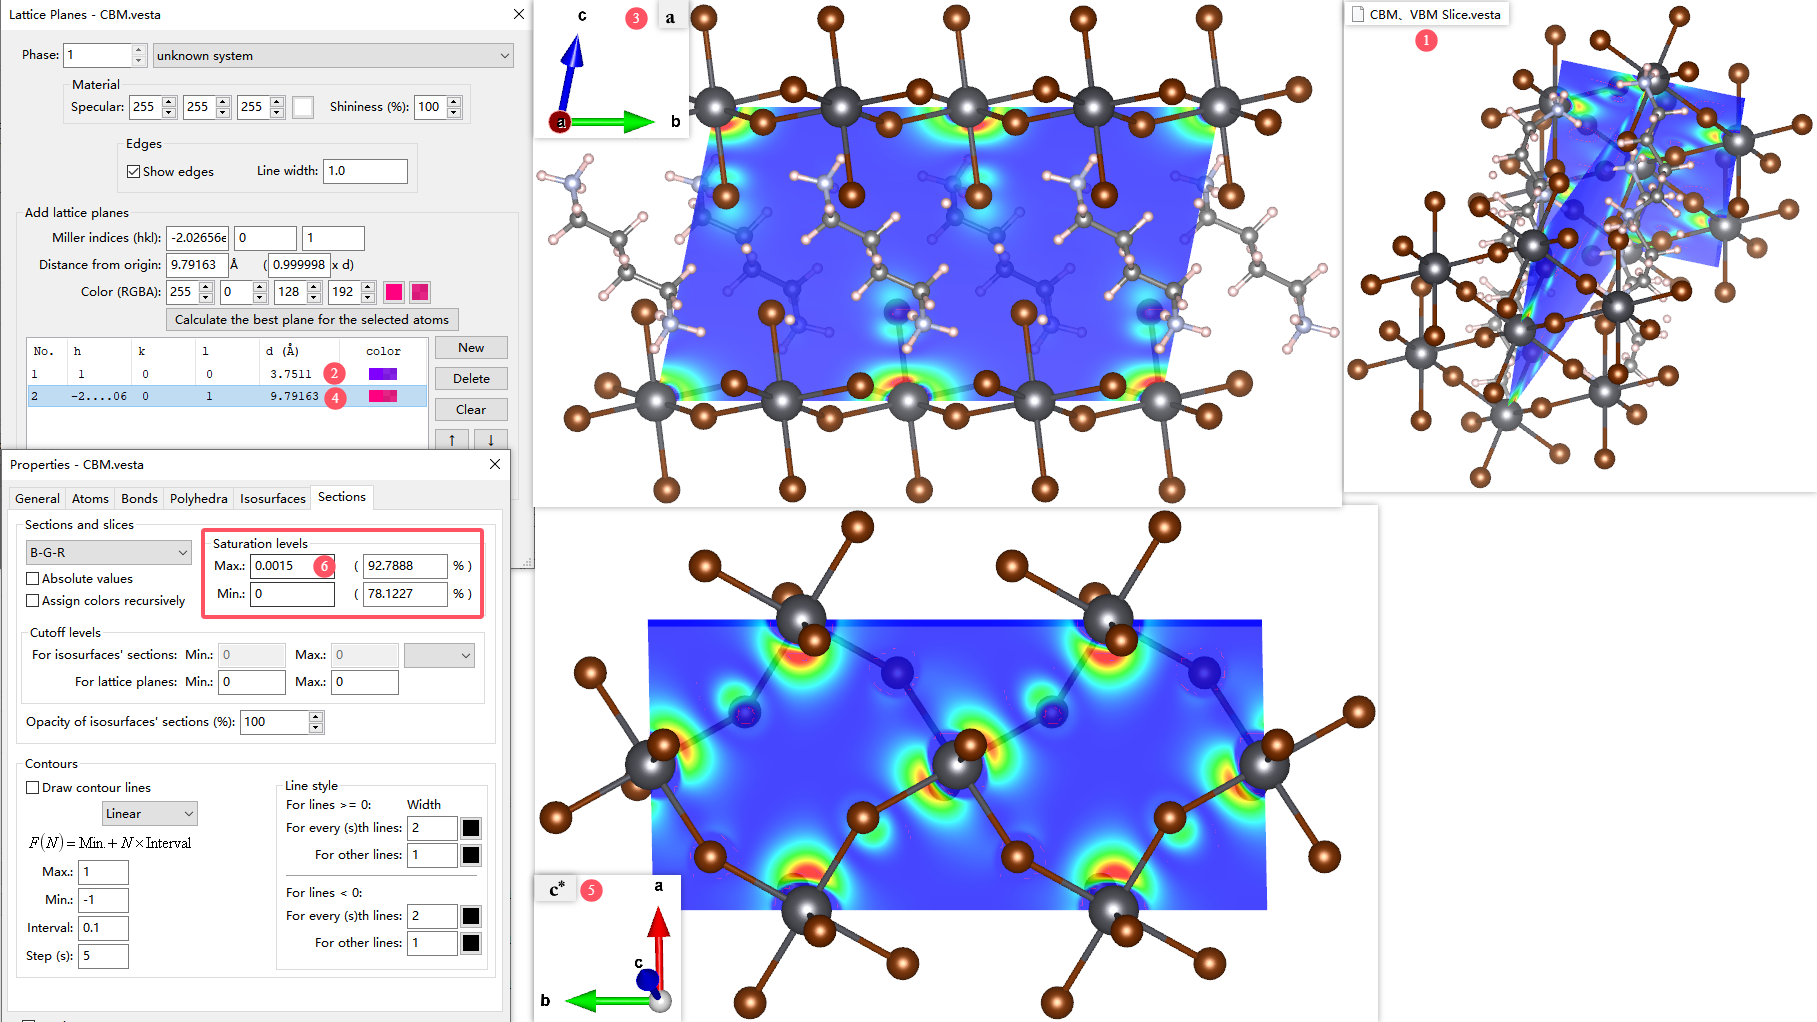 Lattice Planes - CBM.vesta
Phase: 1 unknown system
Material
Specular: 255 255 255 Shininess (%): 100
Edges
Show edges Line width: 1.0
Add lattice planes
Miller indices (hkl): -2.02656e 0 1
Distance from origin: 9.79163 Å ( 0.999998 x d)
Color (RGBA): 255 0 128 192
Calculate the best plane for the selected atoms
No. h k l d (Å) color
1 1 0 0 3.7511 2
2 -2....06 0 1 9.79163 4
New
Delete
Clear
↑ ↓
Properties - CBM.vesta
General Atoms Bonds Polyhedra Isosurfaces Sections
Sections and slices
B-G-R
Absolute values
Assign colors recursively
Saturation levels
Max.: 0.0015 6 ( 92.7888 % )
Min.: 0 ( 78.1227 % )
Cutoff levels
For isosurfaces' sections: Min.: 0 Max.: 0
For lattice planes: Min.: 0 Max.: 0
Opacity of isosurfaces' sections (%): 100
Contours
Draw contour lines
Linear
F(N) = Min. + N × Interval
Max.: 1
Min.: -1
Interval: 0.1
Step (s): 5
Line style
For lines >= 0: Width
For every (s)th lines: 2
For other lines: 1
For lines < 0:
For every (s)th lines: 2
For other lines: 1
c 3 a
a b
CBM、VBM Slice.vesta
1
c* 5 a
c
b